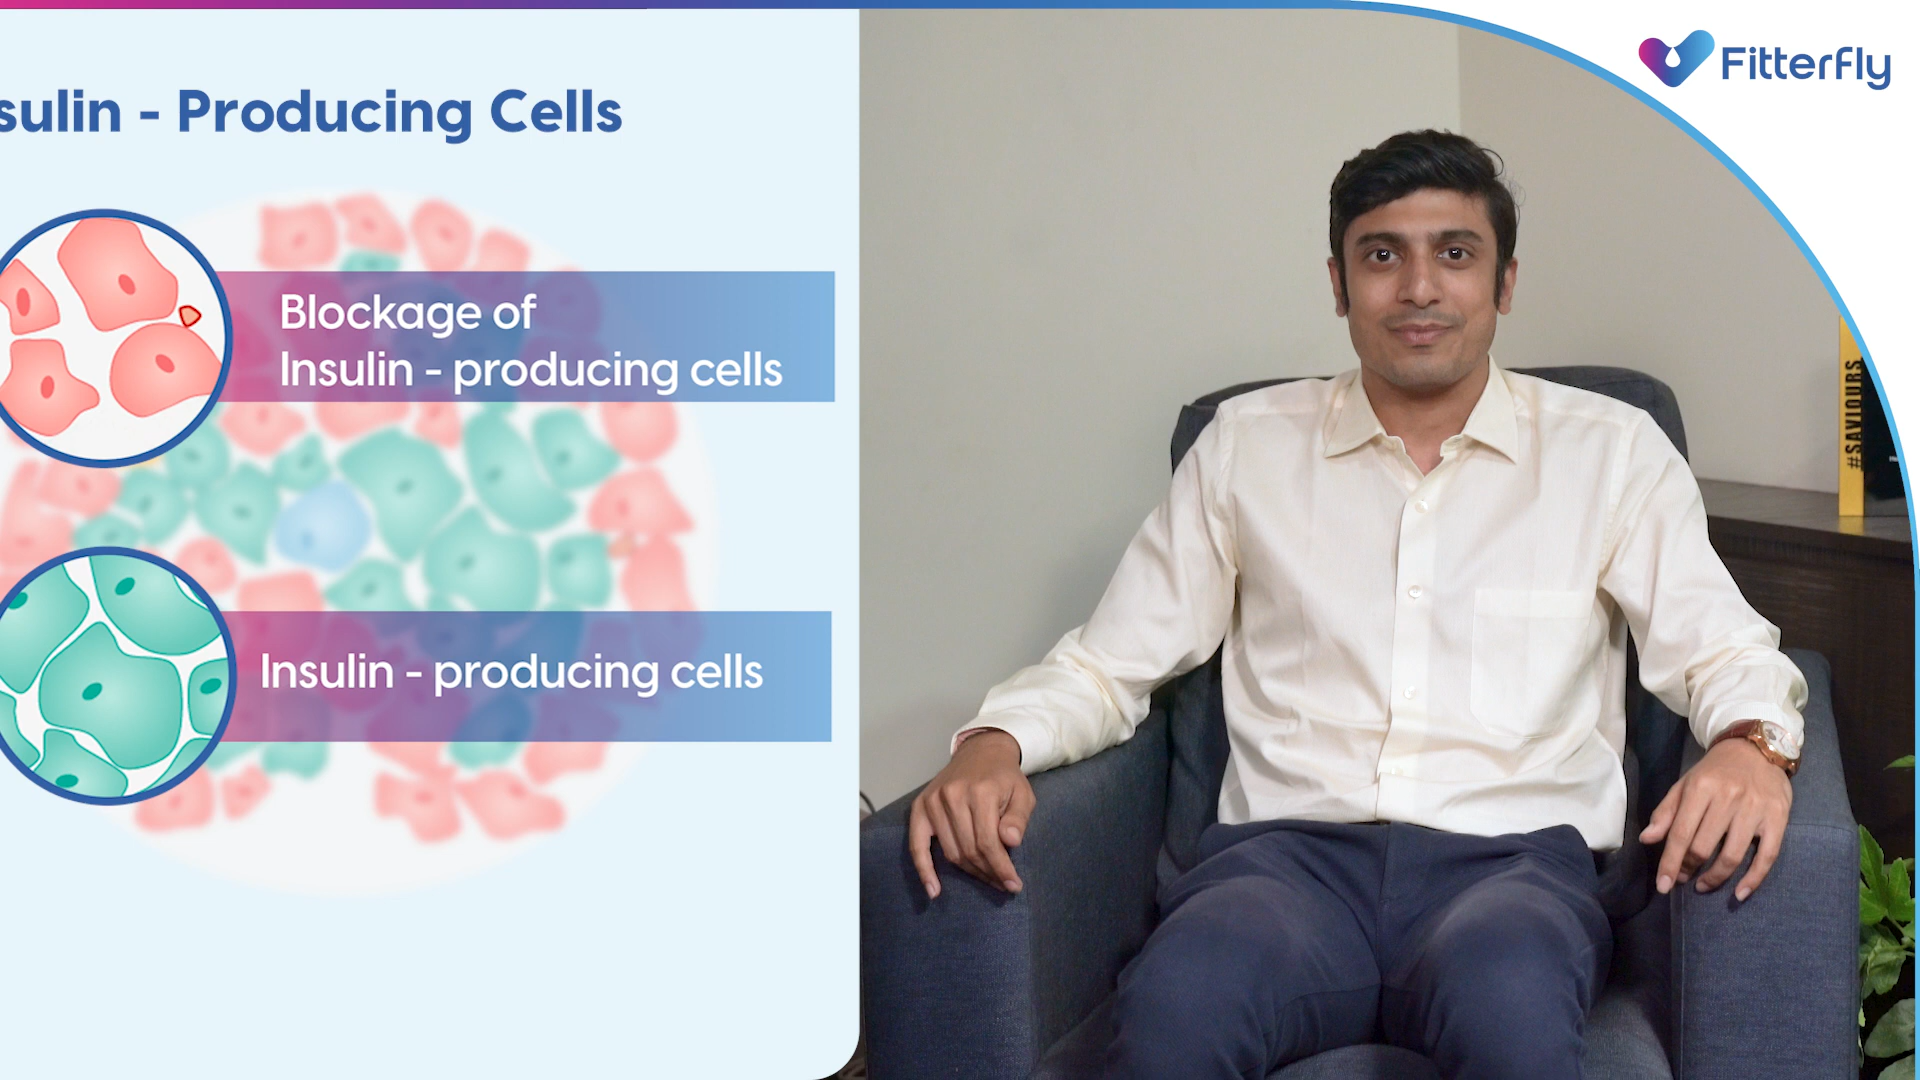 sulin - Producing Cells
Blockage of
Insulin - producing cells
Insulin - producing cells
Fitterfly
#SAVIOURS